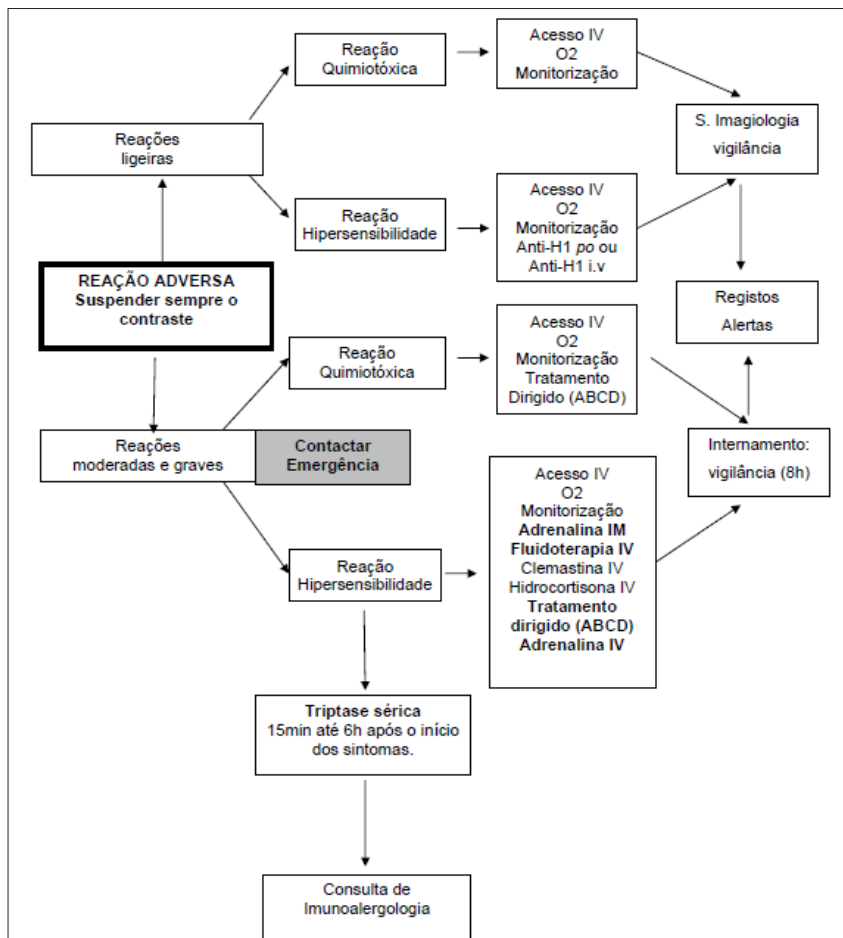 Reação
Quimiotóxica
Acesso IV
O2
Monitorização
Reações
ligeiras
S. Imagiologia
vigilância
Reação
Hipersensibilidade
Acesso IV
O2
Monitorização
Anti-H1 po ou
Anti-H1 i.v
REAÇÃO ADVERSA
Suspender sempre o
contraste
Registos
Alertas
Reação
Quimiotóxica
Acesso IV
O2
Monitorização
Tratamento
Dirigido (ABCD)
Reações
moderadas e graves
Contactar
Emergência
Internamento:
vigilância (8h)
Reação
Hipersensibilidade
Acesso IV
O2
Monitorização
Adrenalina IM
Fluidoterapia IV
Clemastina IV
Hidrocortisona IV
Tratamento
dirigido (ABCD)
Adrenalina IV
Triptase sérica
15min até 6h após o início
dos sintomas.
Consulta de
Imunoalergologia